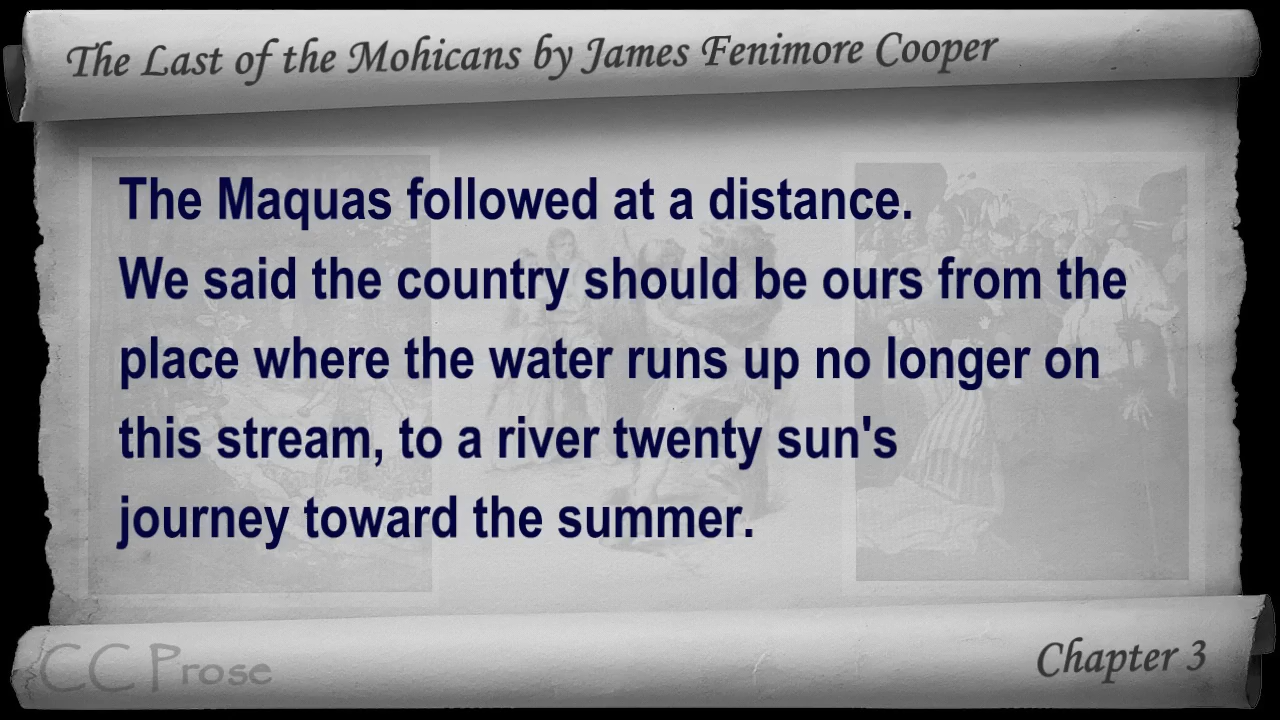 The Last of the Mohicans by James Fenimore Cooper
The Maquas followed at a distance.
We said the country should be ours from the
place where the water runs up no longer on
this stream, to a river twenty sun's
journey toward the summer.
CC Prose
Chapter 3